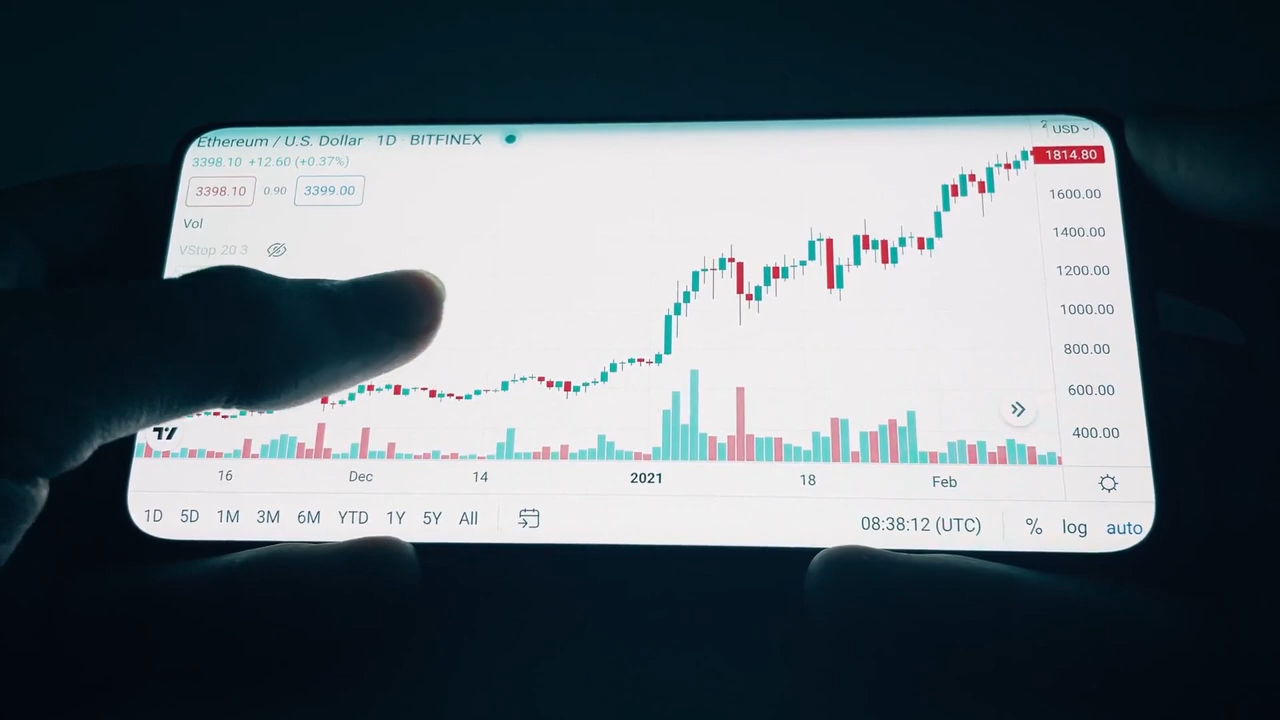 Ethereum / U.S. Dollar · 1D · BITFINEX
3398.10 +12.60 (+0.37%)
3398.10 0.90 3399.00
Vol
VStop 20 3
2 USD
1814.80
1600.00
1400.00
1200.00
1000.00
800.00
600.00
400.00
16 Dec 14 2021 18 Feb
1D 5D 1M 3M 6M YTD 1Y 5Y All
08:38:12 (UTC) % log auto